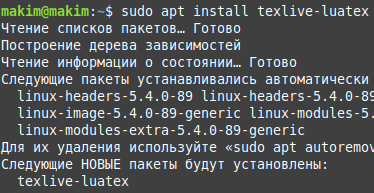 makim@makim:~$ sudo apt install texlive-luatex
Чтение списков пакетов… Готово
Построение дерева зависимостей
Чтение информации о состоянии… Готово
Следующие пакеты устанавливались автоматически
linux-headers-5.4.0-89 linux-headers-5.4.0-89
linux-image-5.4.0-89-generic linux-modules-5.
linux-modules-extra-5.4.0-89-generic
Для их удаления используйте «sudo apt autoremov
Следующие НОВЫЕ пакеты будут установлены:
texlive-luatex